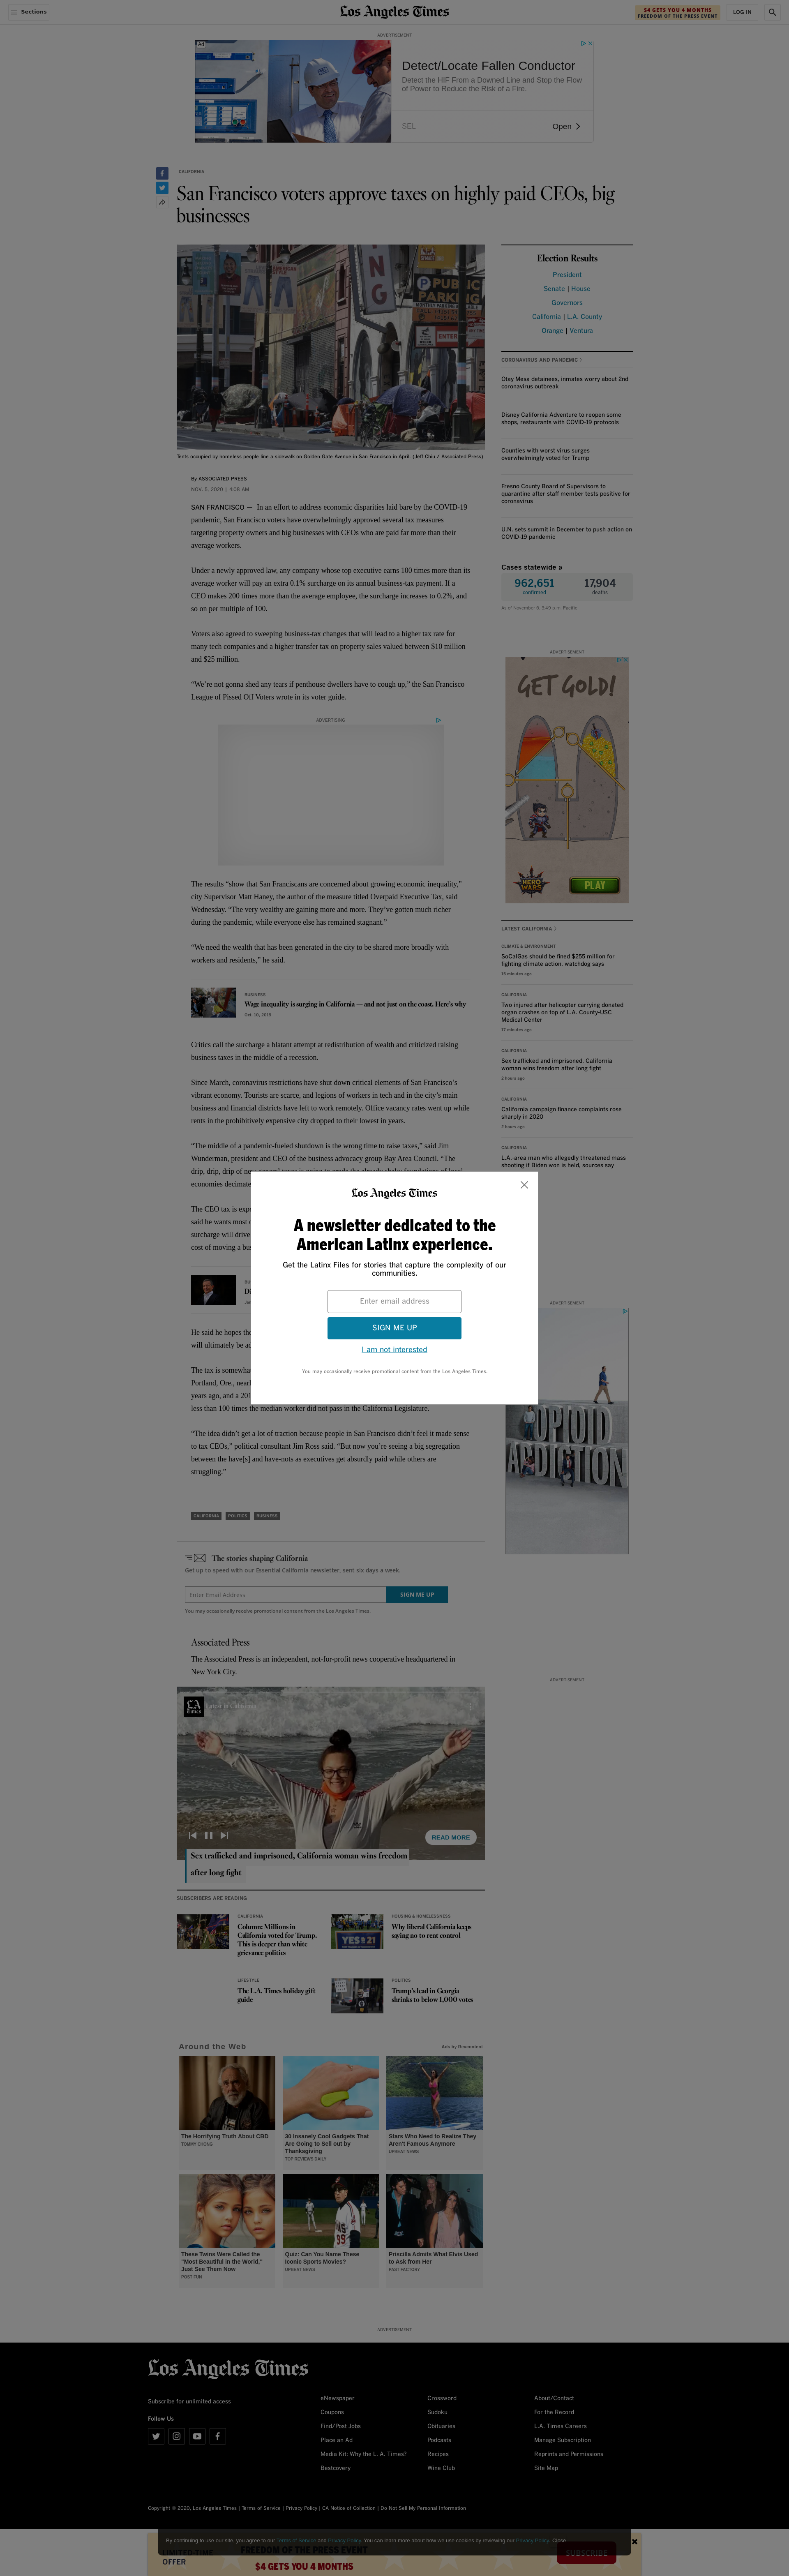 Sections
Los Angeles Times
$4 GETS YOU 4 MONTHS
FREEDOM OF THE PRESS EVENT
LOG IN
ADVERTISEMENT
Ad
Detect/Locate Fallen Conductor
Detect the HIF From a Downed Line and Stop the Flow
of Power to Reduce the Risk of a Fire.
SEL
Open
CALIFORNIA
San Francisco voters approve taxes on highly paid CEOs, big
businesses
PUBLIC
PARKING
ENTER
Tents occupied by homeless people line a sidewalk on Golden Gate Avenue in San Francisco in April. (Jeff Chiu / Associated Press)
By ASSOCIATED PRESS
NOV. 5, 2020 | 4:08 AM
SAN FRANCISCO — In an effort to address economic disparities laid bare by the COVID-19
pandemic, San Francisco voters have overwhelmingly approved several tax measures
targeting property owners and big businesses with CEOs who are paid far more than their
average workers.
Under a newly approved law, any company whose top executive earns 100 times more than its
average worker will pay an extra 0.1% surcharge on its annual business-tax payment. If a
CEO makes 200 times more than the average employee, the surcharge increases to 0.2%, and
so on per multiple of 100.
Voters also agreed to sweeping business-tax changes that will lead to a higher tax rate for
many tech companies and a higher transfer tax on property sales valued between $10 million
and $25 million.
“We’re not gonna shed any tears if penthouse dwellers have to cough up,” the San Francisco
League of Pissed Off Voters wrote in its voter guide.
ADVERTISING
The results “show that San Franciscans are concerned about growing economic inequality,”
city Supervisor Matt Haney, the author of the measure titled Overpaid Executive Tax, said
Wednesday. “The very wealthy are gaining more and more. They’ve gotten much richer
during the pandemic, while everyone else has remained stagnant.”
“We need the wealth that has been generated in the city to be shared more broadly with
workers and residents,” he said.
BUSINESS
Wage inequality is surging in California — and not just on the coast. Here’s why
Oct. 10, 2019
Critics call the surcharge a blatant attempt at redistribution of wealth and criticized raising
business taxes in the middle of a recession.
Since March, coronavirus restrictions have shut down critical elements of San Francisco’s
vibrant economy. Tourists are scarce, and legions of workers in tech and in the city’s main
business and financial districts have left to work remotely. Office vacancy rates went up while
rents in the prohibitively expensive city dropped to their lowest in years.
“The middle of a pandemic-fueled shutdown is the wrong time to raise taxes,” said Jim
Wunderman, president and CEO of the business advocacy group Bay Area Council. “The
drip, drip, drip of new
economies decimate
The CEO tax is expe
said he wants most o
surcharge will drive
cost of moving a bus
He said he hopes the
will ultimately be a
The tax is somewhat
Portland, Ore., nearl
years ago, and a 201
less than 100 times the median worker did not pass in the California Legislature.
“The idea didn’t get a lot of traction because people in San Francisco didn’t feel it made sense
to tax CEOs,” political consultant Jim Ross said. “But now you’re seeing a big segregation
between the have[s] and have-nots as executives get absurdly paid while others are
struggling.”
CALIFORNIA
POLITICS
BUSINESS
The stories shaping California
Get up to speed with our Essential California newsletter, sent six days a week.
Enter Email Address
SIGN ME UP
You may occasionally receive promotional content from the Los Angeles Times.
Associated Press
The Associated Press is an independent, not-for-profit news cooperative headquartered in
New York City.
LA
Times
READ MORE
Sex trafficked and imprisoned, California woman wins freedom
after long fight
SUBSCRIBERS ARE READING
CALIFORNIA
Column: Millions in
California voted for Trump.
This is deeper than white
grievance politics
HOUSING & HOMELESSNESS
Why liberal California keeps
saying no to rent control
YES 21
LIFESTYLE
The L.A. Times holiday gift
guide
POLITICS
Trump’s lead in Georgia
shrinks to below 1,000 votes
Around the Web
Ads by Revcontent
The Horrifying Truth About CBD
TOMMY CHONG
30 Insanely Cool Gadgets That
Are Going to Sell out by
Thanksgiving
TOP REVIEWS DAILY
Stars Who Need to Realize They
Aren't Famous Anymore
UPBEAT NEWS
These Twins Were Called the
"Most Beautiful in the World,"
Just See Them Now
POST FUN
Quiz: Can You Name These
Iconic Sports Movies?
UPBEAT NEWS
Priscilla Admits What Elvis Used
to Ask from Her
PAST FACTORY
Election Results
President
Senate | House
Governors
California | L.A. County
Orange | Ventura
CORONAVIRUS AND PANDEMIC
Otay Mesa detainees, inmates worry about 2nd
coronavirus outbreak
Disney California Adventure to reopen some
shops, restaurants with COVID-19 protocols
Counties with worst virus surges
overwhelmingly voted for Trump
Fresno County Board of Supervisors to
quarantine after staff member tests positive for
coronavirus
U.N. sets summit in December to push action on
COVID-19 pandemic
Cases statewide »
962,651
confirmed
17,904
deaths
As of November 5, 5:00 p.m. Pacific
ADVERTISEMENT
GET GOLD!
HERO
WARS
PLAY
LATEST CALIFORNIA
CLIMATE & ENVIRONMENT
SoCalGas should be fined $255 million for
fighting climate action, watchdog says
15 minutes ago
CALIFORNIA
Two injured after helicopter carrying donated
organ crashes on top of L.A. County-USC
Medical Center
17 minutes ago
CALIFORNIA
Sex trafficked and imprisoned, California
woman wins freedom after long fight
2 hours ago
CALIFORNIA
California campaign finance complaints rose
sharply in 2020
2 hours ago
CALIFORNIA
L.A.-area man who allegedly threatened mass
shooting if Biden won is held, sources say
ADVERTISEMENT
OPIOID
ADDICTION
ADVERTISEMENT
Los Angeles Times
A newsletter dedicated to the
American Latinx experience.
Get the Latinx Files for stories that capture the complexity of our
communities.
Enter email address
SIGN ME UP
I am not interested
You may occasionally receive promotional content from the Los Angeles Times.
ADVERTISEMENT
Los Angeles Times
Subscribe for unlimited access
Follow Us
eNewspaper
Coupons
Find/Post Jobs
Place an Ad
Media Kit: Why the L. A. Times?
Bestcovery
Crossword
Sudoku
Obituaries
Podcasts
Recipes
Wine Club
About/Contact
For the Record
L.A. Times Careers
Manage Subscription
Reprints and Permissions
Site Map
Copyright © 2020, Los Angeles Times | Terms of Service | Privacy Policy | CA Notice of Collection | Do Not Sell My Personal Information
By continuing to use our site, you agree to our Terms of Service and Privacy Policy. You can learn more about how we use cookies by reviewing our Privacy Policy. Close
LIMITED-TIME
OFFER
FREEDOM OF THE PRESS EVENT
$4 GETS YOU 4 MONTHS
SUBSCRIBE